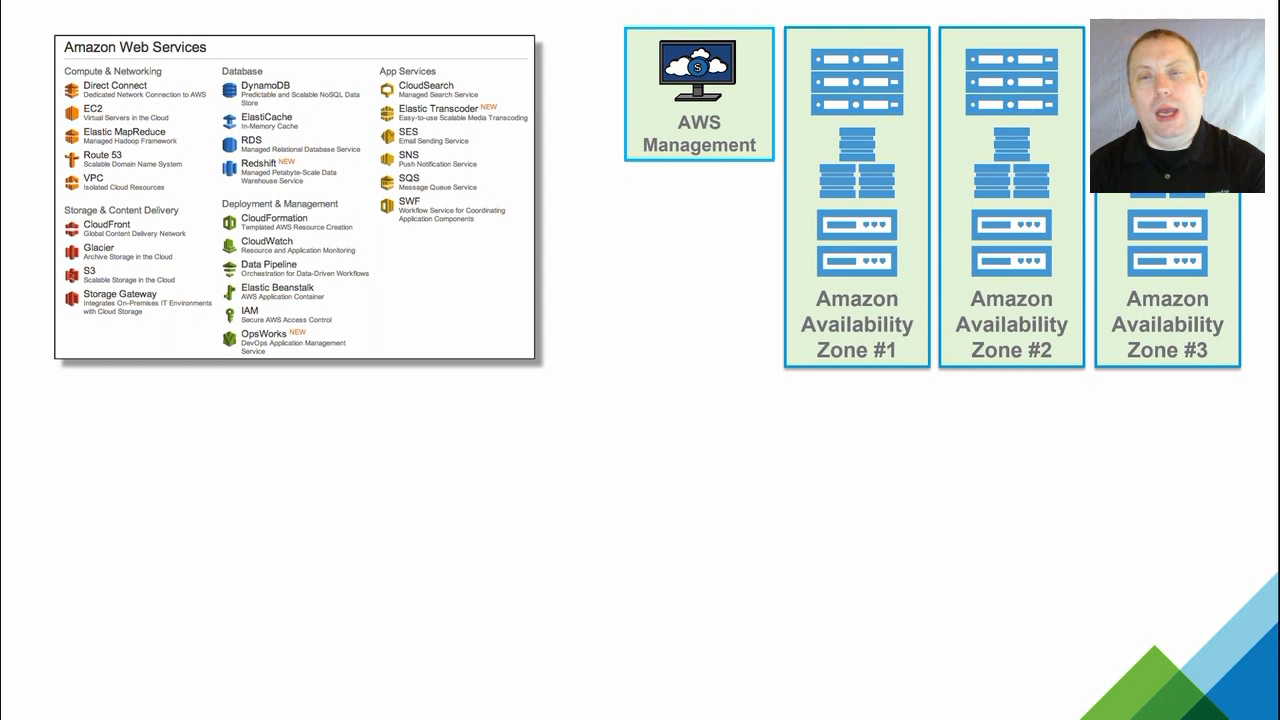 Amazon Web Services
Compute & Networking
Direct Connect
Dedicated Network Connection to AWS
EC2
Virtual Servers in the Cloud
Elastic MapReduce
Managed Hadoop Framework
Route 53
Scalable Domain Name System
VPC
Isolated Cloud Resources
Storage & Content Delivery
CloudFront
Global Content Delivery Network
Glacier
Archive Storage in the Cloud
S3
Scalable Storage in the Cloud
Storage Gateway
Integrates On-Premises IT Environments
with Cloud Storage
Database
DynamoDB
Predictable and Scalable NoSQL Data
Store
ElastiCache
In-Memory Cache
RDS
Managed Relational Database Service
Redshift NEW
Managed Petabyte-Scale Data
Warehouse Service
Deployment & Management
CloudFormation
Templated AWS Resource Creation
CloudWatch
Resource and Application Monitoring
Data Pipeline
Orchestration for Data-Driven Workflows
Elastic Beanstalk
AWS Application Container
IAM
Secure AWS Access Control
OpsWorks NEW
DevOps Application Management
Service
App Services
CloudSearch
Managed Search Service
Elastic Transcoder NEW
Easy-to-use Scalable Media Transcoding
SES
Email Sending Service
SNS
Push Notification Service
SQS
Message Queue Service
SWF
Workflow Service for Coordinating
Application Components
S
AWS
Management
Amazon
Availability
Zone #1
Amazon
Availability
Zone #2
Amazon
Availability
Zone #3